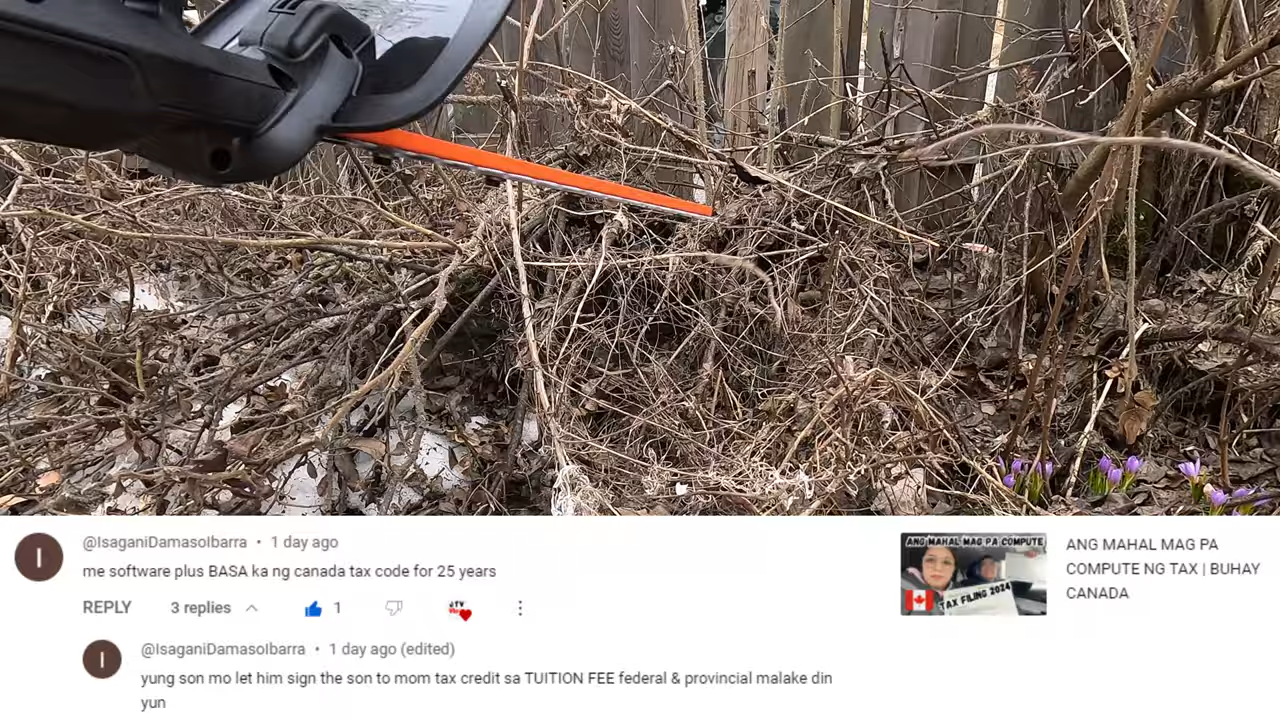 @IsaganiDamasoIbarra • 1 day ago
me software plus BASA ka ng canada tax code for 25 years
REPLY 3 replies 1
@IsaganiDamasoIbarra • 1 day ago (edited)
yung son mo let him sign the son to mom tax credit sa TUITION FEE federal & provincial malake din
yun
ANG MAHAL MAG PA COMPUTE
TAX FILING 2024
ANG MAHAL MAG PA
COMPUTE NG TAX | BUHAY
CANADA